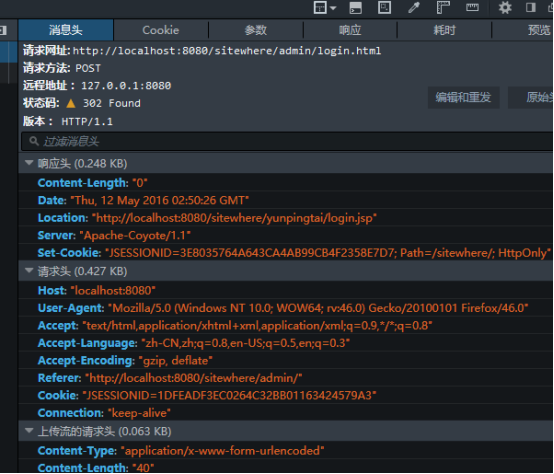 消息头 Cookie 参数 响应 耗时 预览
请求网址:http://localhost:8080/sitewhere/admin/login.html
请求方法: POST
远程地址: 127.0.0.1:8080
状态码: 302 Found
编辑和重发 原始头
版本: HTTP/1.1
过滤消息头
响应头 (0.248 KB)
Content-Length: "0"
Date: "Thu, 12 May 2016 02:50:26 GMT"
Location: "http://localhost:8080/sitewhere/yunpingtai/login.jsp"
Server: "Apache-Coyote/1.1"
Set-Cookie: "JSESSIONID=3E8035764A643CA4AB99CB4F2358E7D7; Path=/sitewhere/; HttpOnly"
请求头 (0.427 KB)
Host: "localhost:8080"
User-Agent: "Mozilla/5.0 (Windows NT 10.0; WOW64; rv:46.0) Gecko/20100101 Firefox/46.0"
Accept: "text/html,application/xhtml+xml,application/xml;q=0.9,*/*;q=0.8"
Accept-Language: "zh-CN,zh;q=0.8,en-US;q=0.5,en;q=0.3"
Accept-Encoding: "gzip, deflate"
Referer: "http://localhost:8080/sitewhere/admin/"
Cookie: "JSESSIONID=1DFEADF3EC0264C32BB01163424579A3"
Connection: "keep-alive"
上传流的请求头 (0.063 KB)
Content-Type: "application/x-www-form-urlencoded"
Content-Length: "40"